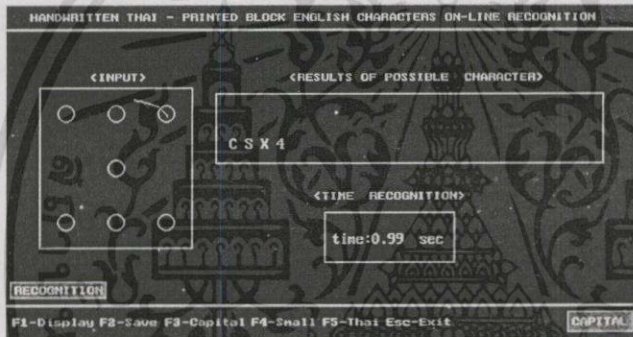 HANDWRITTEN THAI - PRINTED BLOCK ENGLISH CHARACTERS ON-LINE RECOGNITION
<INPUT>
<RESULTS OF POSSIBLE CHARACTER>
C S X 4
<TIME RECOGNITION>
time:0.99 sec
RECOGNITION
F1-Display F2-Save F3-Capital F4-Small F5-Thai Esc-Exit
CAPITAL